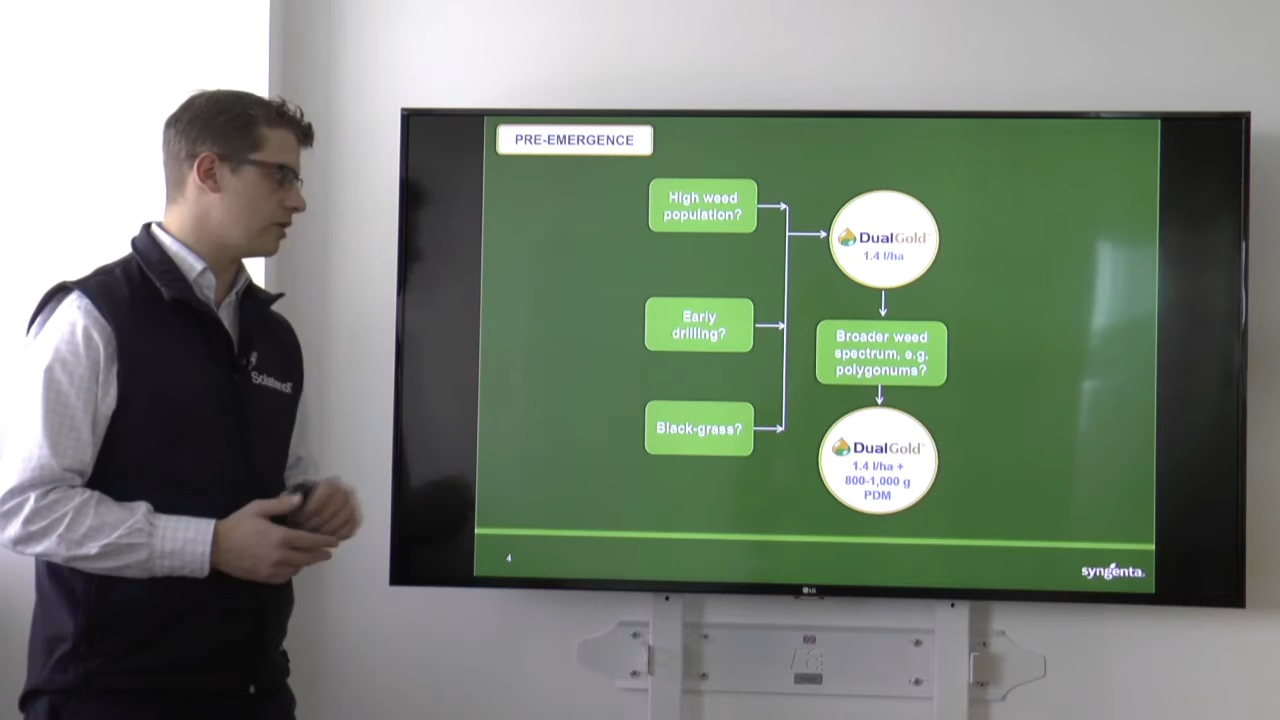 PRE-EMERGENCE
High weed
population?
DualGold
1.4 l/ha
Early
drilling?
Broader weed
spectrum, e.g.
polygonums?
Black-grass?
DualGold
1.4 l/ha +
800-1,000 g
PDM
4
syngenta
LG